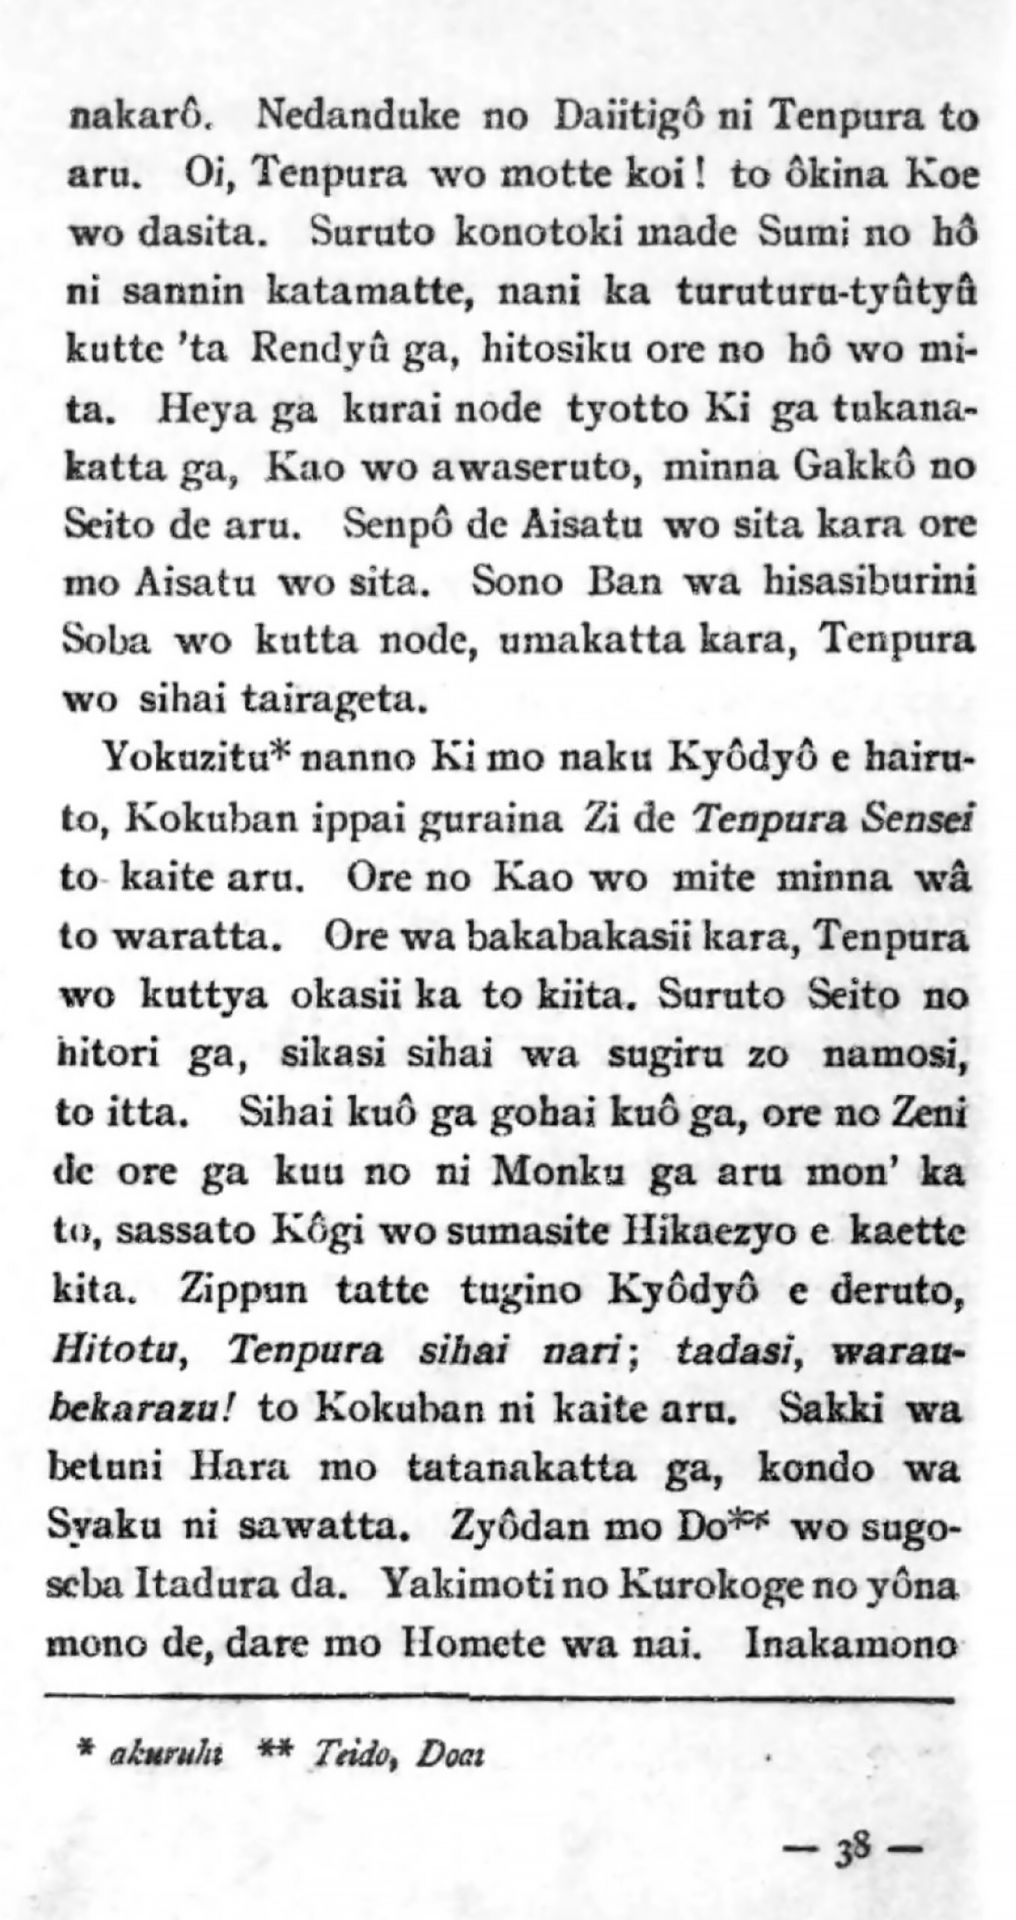 nakarô. Nedanduke no Daiitigô ni Tenpura to
aru. Oi, Tenpura wo motte koi! to ôkina Koe
wo dasita. Suruto konotoki made Sumi no hô
ni sannin katamatte, nani ka turuturu-tyûtyû
kutte 'ta Rendyû ga, hitosiku ore no hô wo mi-
ta. Heya ga kurai node tyotto Ki ga tukana-
katta ga, Kao wo awaseruto, minna Gakkô no
Seito de aru. Senpô de Aisatu wo sita kara ore
mo Aisatu wo sita. Sono Ban wa hisasiburini
Soba wo kutta node, umakatta kara, Tenpura
wo sihai tairageta.
Yokuzitu* nanno Ki mo naku Kyôdyô e hairu-
to, Kokuban ippai guraina Zi de Tenpura Sensei
to kaite aru. Ore no Kao wo mite minna wâ
to waratta. Ore wa bakabakasii kara, Tenpura
wo kuttya okasii ka to kiita. Suruto Seito no
hitori ga, sikasi sihai wa sugiru zo namosi,
to itta. Sihai kuô ga gohai kuô ga, ore no Zeni
de ore ga kuu no ni Monku ga aru mon' ka
to, sassato Kôgi wo sumasite Hikaezyo e kaette
kita. Zippun tatte tugino Kyôdyô e deruto,
Hitotu, Tenpura sihai nari; tadasi, warau-
bekarazu! to Kokuban ni kaite aru. Sakki wa
betuni Hara mo tatanakatta ga, kondo wa
Syaku ni sawatta. Zyôdan mo Do** wo sugo-
seba Itadura da. Yakimoti no Kurokoge no yôna
mono de, dare mo Homete wa nai. Inakamono
* akuruhi ** Teido, Doai
— 38 —